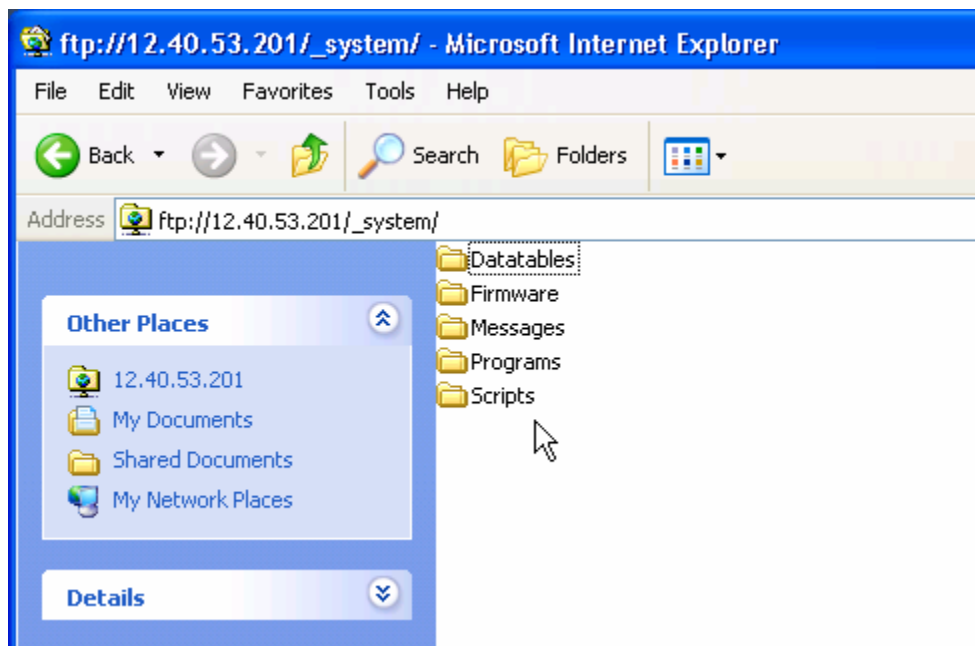 ftp://12.40.53.201/_system/ - Microsoft Internet Explorer
File Edit View Favorites Tools Help
Back Search Folders
Address ftp://12.40.53.201/_system/
Other Places
12.40.53.201
My Documents
Shared Documents
My Network Places
Details
Datatables
Firmware
Messages
Programs
Scripts